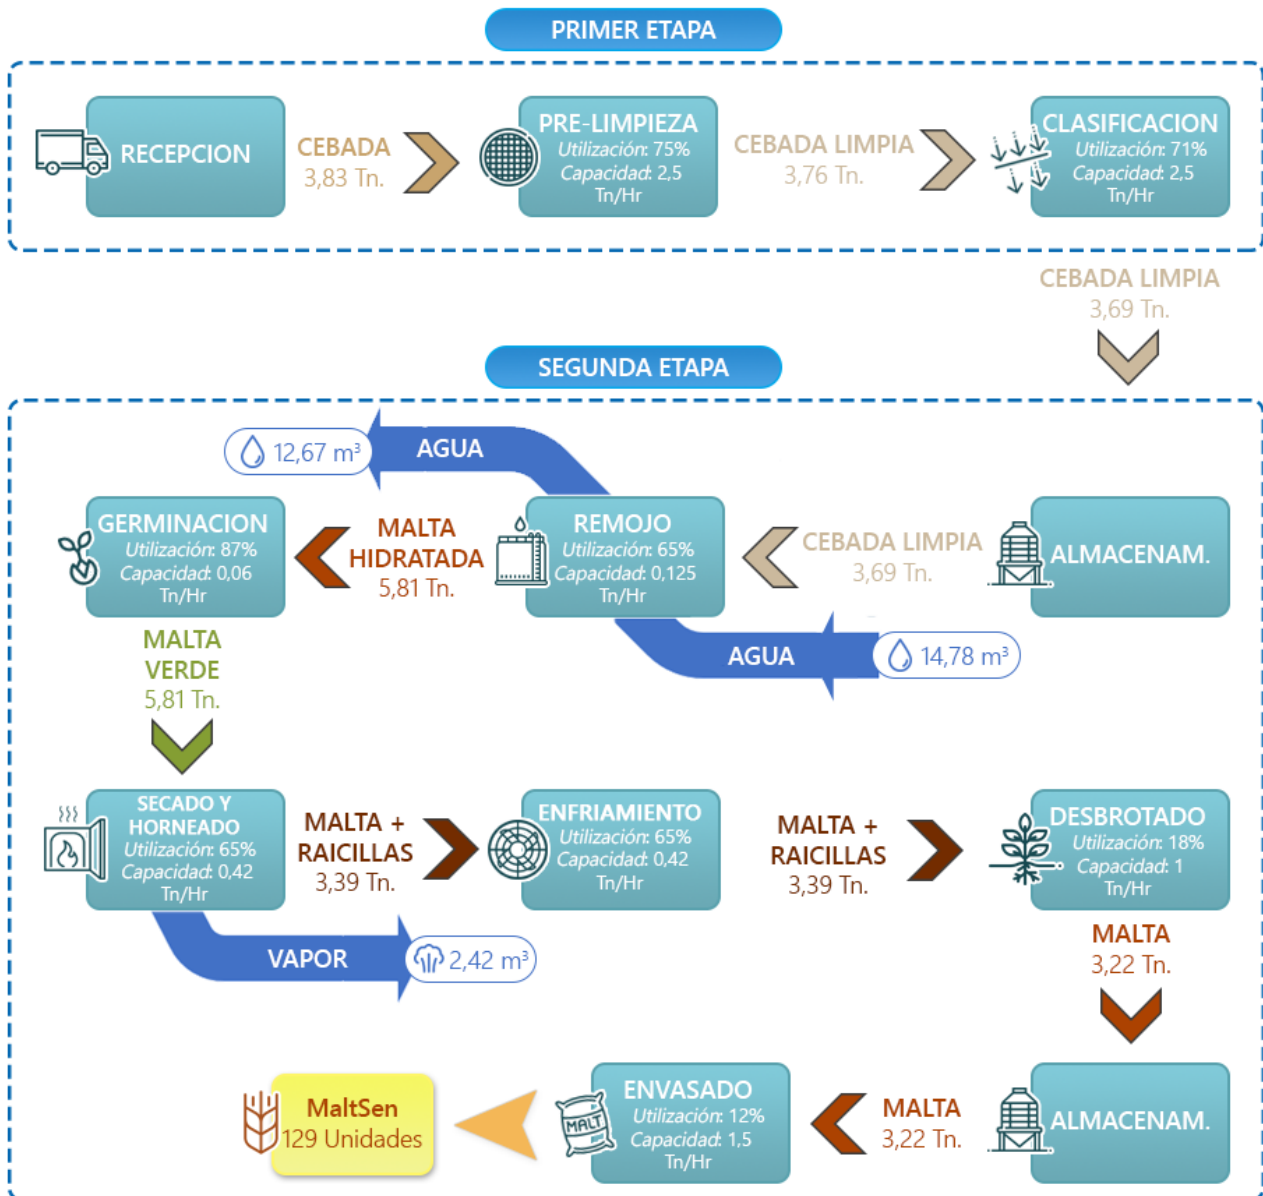 PRIMER ETAPA
RECEPCION
CEBADA
3,83 Tn.
PRE-LIMPIEZA
Utilización: 75%
Capacidad: 2,5
Tn/Hr
CEBADA LIMPIA
3,76 Tn.
CLASIFICACION
Utilización: 71%
Capacidad: 2,5
Tn/Hr
CEBADA LIMPIA
3,69 Tn.
SEGUNDA ETAPA
12,67 m³
AGUA
GERMINACION
Utilización: 87%
Capacidad: 0,06
Tn/Hr
MALTA
HIDRATADA
5,81 Tn.
REMOJO
Utilización: 65%
Capacidad: 0,125
Tn/Hr
CEBADA LIMPIA
3,69 Tn.
ALMACENAM.
AGUA
14,78 m³
MALTA
VERDE
5,81 Tn.
SECADO Y
HORNEADO
Utilización: 65%
Capacidad: 0,42
Tn/Hr
MALTA +
RAICILLAS
3,39 Tn.
ENFRIAMIENTO
Utilización: 65%
Capacidad: 0,42
Tn/Hr
MALTA +
RAICILLAS
3,39 Tn.
DESBROTADO
Utilización: 18%
Capacidad: 1
Tn/Hr
VAPOR
2,42 m³
MALTA
3,22 Tn.
MaltSen
129 Unidades
MALT
ENVASADO
Utilización: 12%
Capacidad: 1,5
Tn/Hr
MALTA
3,22 Tn.
ALMACENAM.